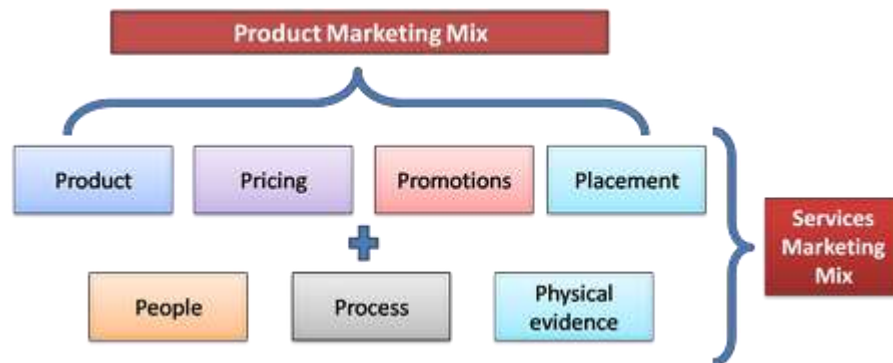 Product Marketing Mix
Product
Pricing
Promotions
Placement
Services
Marketing
Mix
People
Process
Physical
evidence